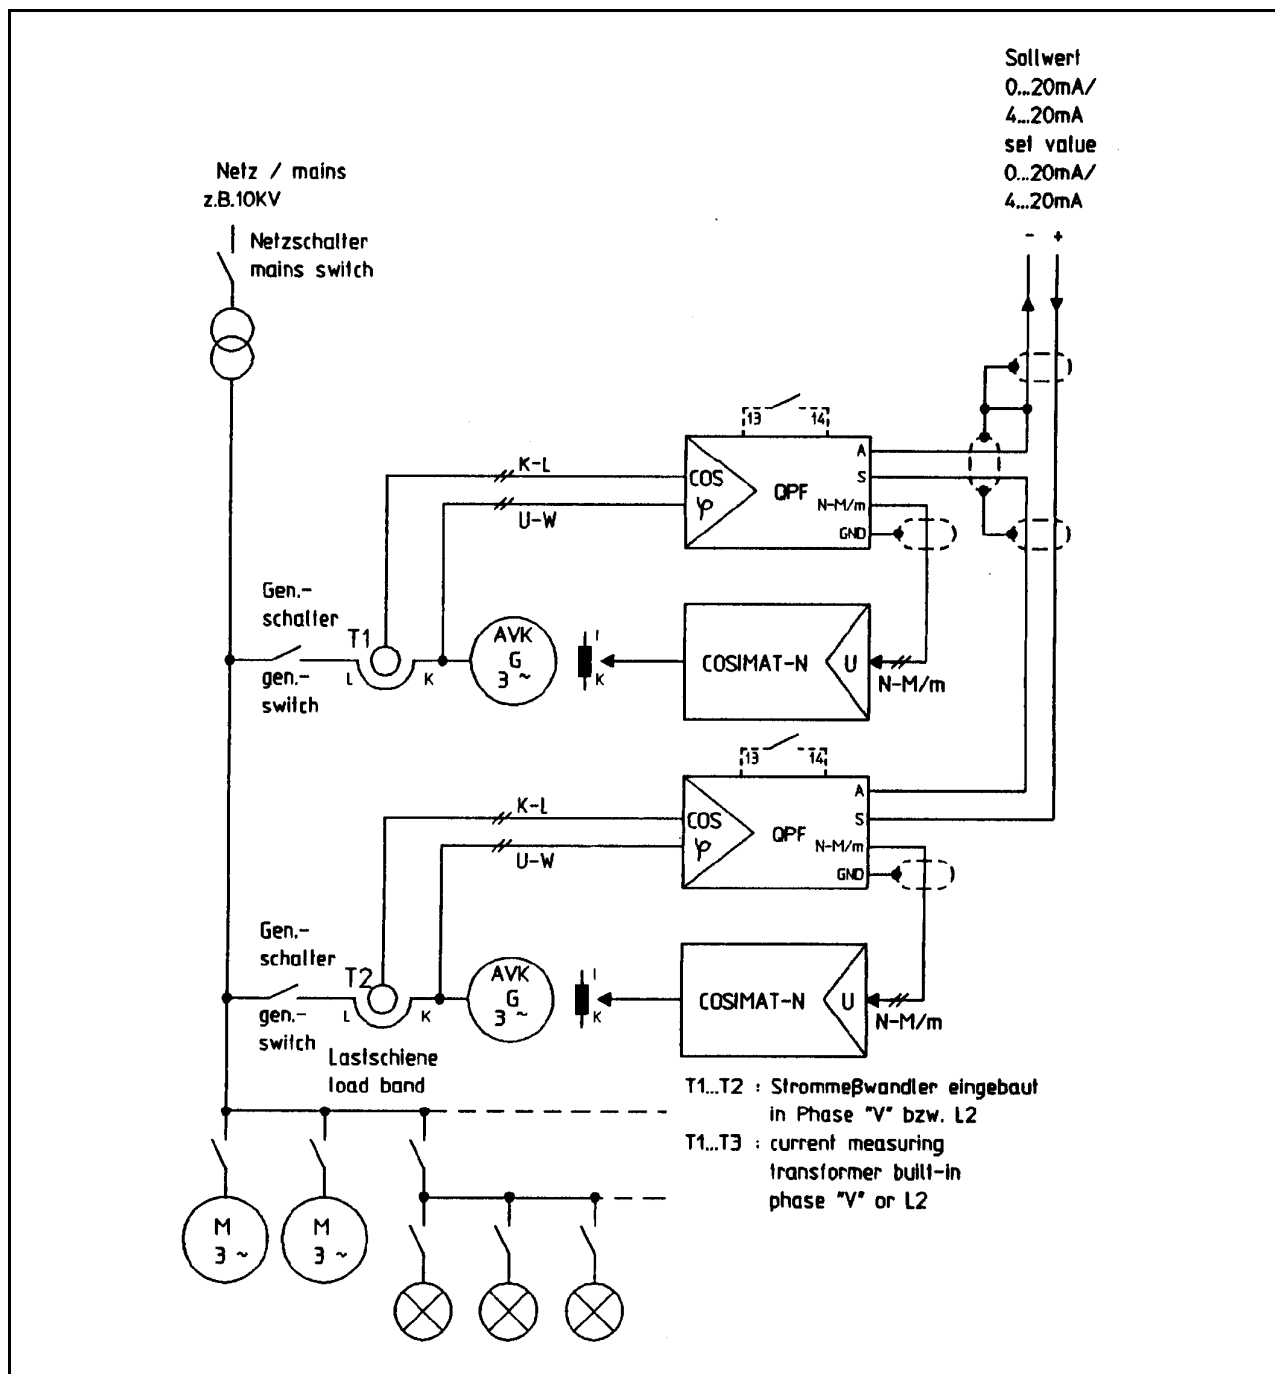 Sollwert
0...20mA/
4...20mA
set value
0...20mA/
4...20mA
- +
Netz / mains
z.B.10KV
Netzschalter
mains switch
13 14
K-L
U-W
COS
φ
QPF
A
S
N-M/m
GND
Gen.-
schalter
gen.-
switch
T1
L K
AVK
G
3 ~
I
K
COSIMAT-N
U
N-M/m
13 14
K-L
U-W
COS
φ
QPF
A
S
N-M/m
GND
Gen.-
schalter
gen.-
switch
T2
L K
AVK
G
3 ~
I
K
COSIMAT-N
U
N-M/m
Lastschiene
load band
T1...T2 : Strommeßwandler eingebaut
in Phase "V" bzw. L2
T1...T3 : current measuring
transformer built-in
phase "V" or L2
M
3 ~
M
3 ~